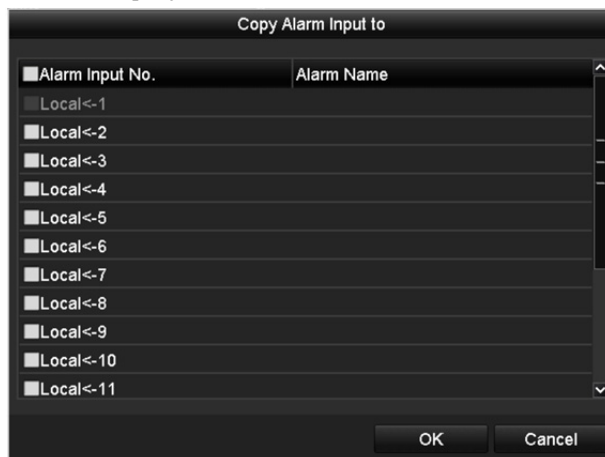 Copy Alarm Input to
Alarm Input No. Alarm Name
Local<-1
Local<-2
Local<-3
Local<-4
Local<-5
Local<-6
Local<-7
Local<-8
Local<-9
Local<-10
Local<-11
OK Cancel